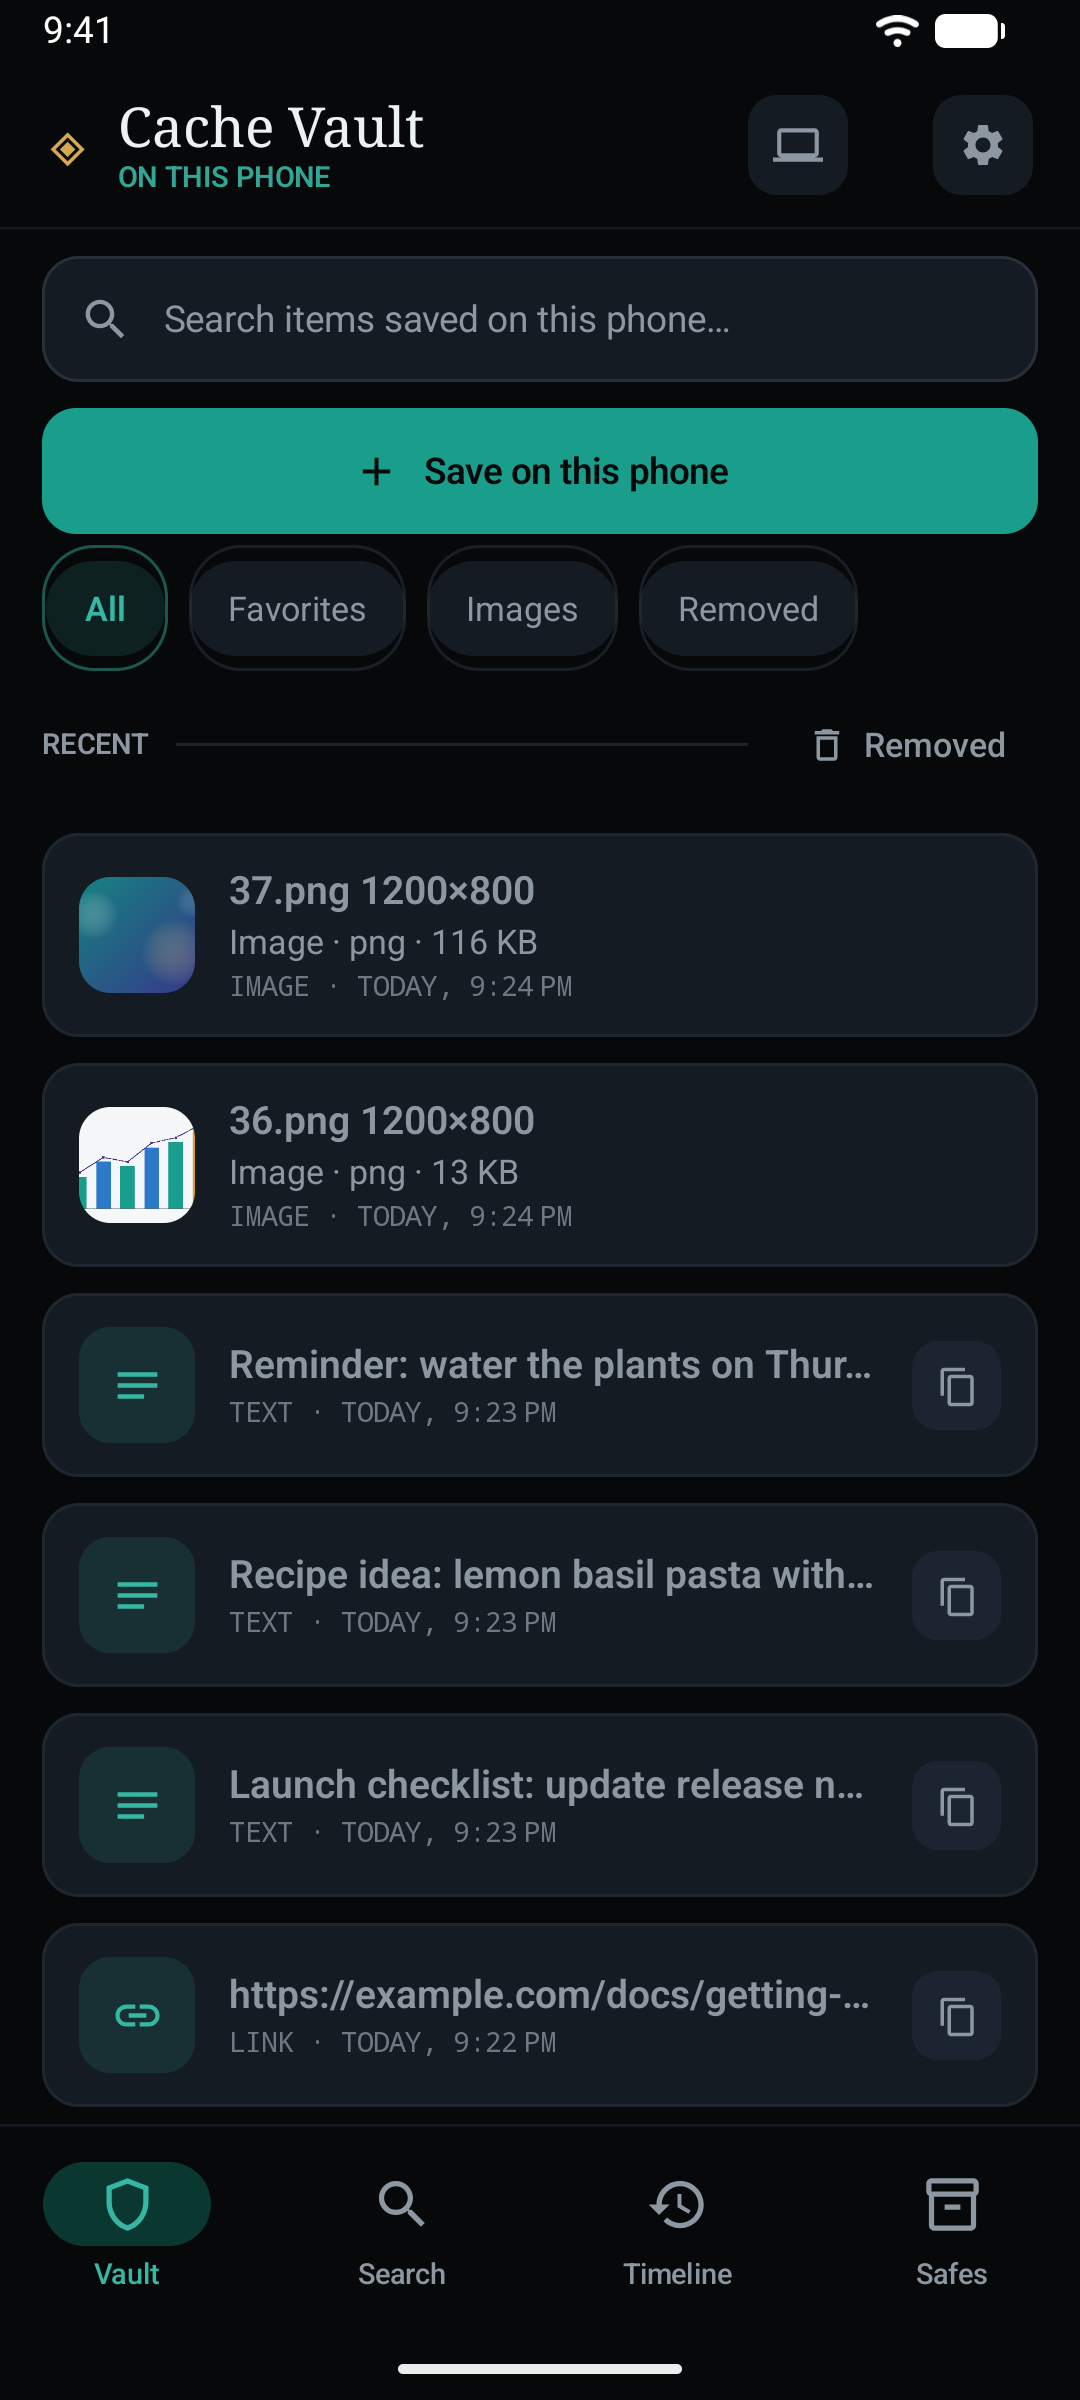 9:41
Cache Vault
ON THIS PHONE
Search items saved on this phone…
Save on this phone
All
Favorites
Images
Removed
RECENT
Removed
37.png 1200×800
Image · png · 116 KB
IMAGE · TODAY, 9:24 PM
36.png 1200×800
Image · png · 13 KB
IMAGE · TODAY, 9:24 PM
Reminder: water the plants on Thur…
TEXT · TODAY, 9:23 PM
Recipe idea: lemon basil pasta with…
TEXT · TODAY, 9:23 PM
Launch checklist: update release n…
TEXT · TODAY, 9:23 PM
https://example.com/docs/getting-…
LINK · TODAY, 9:22 PM
Vault
Search
Timeline
Safes